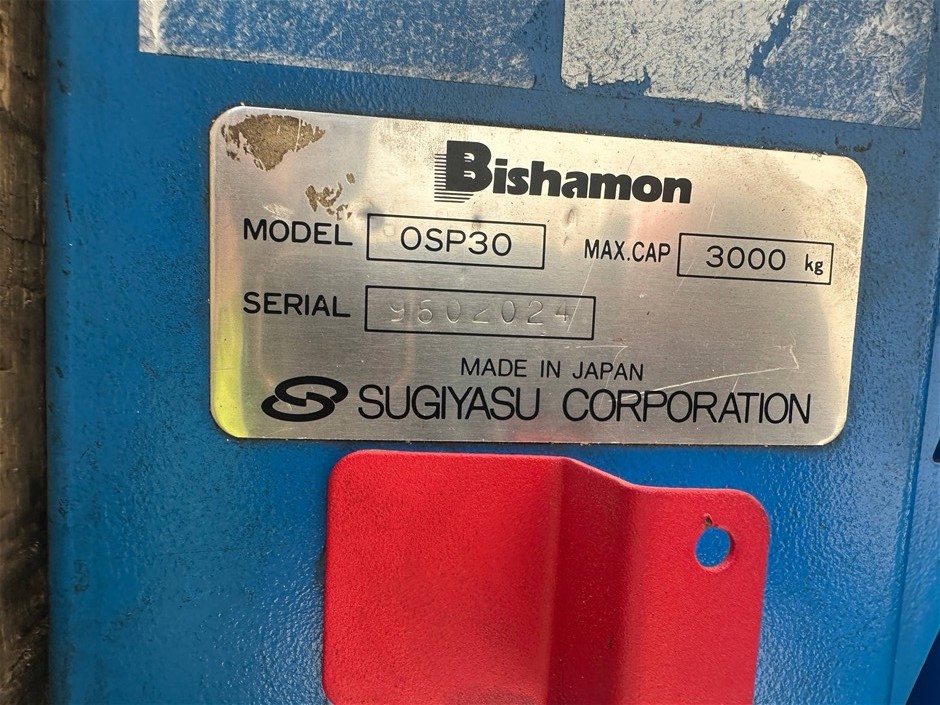 Bishamon
MODEL OSP30 MAX.CAP 3000 kg
SERIAL 9602024
MADE IN JAPAN
SUGIYASU CORPORATION